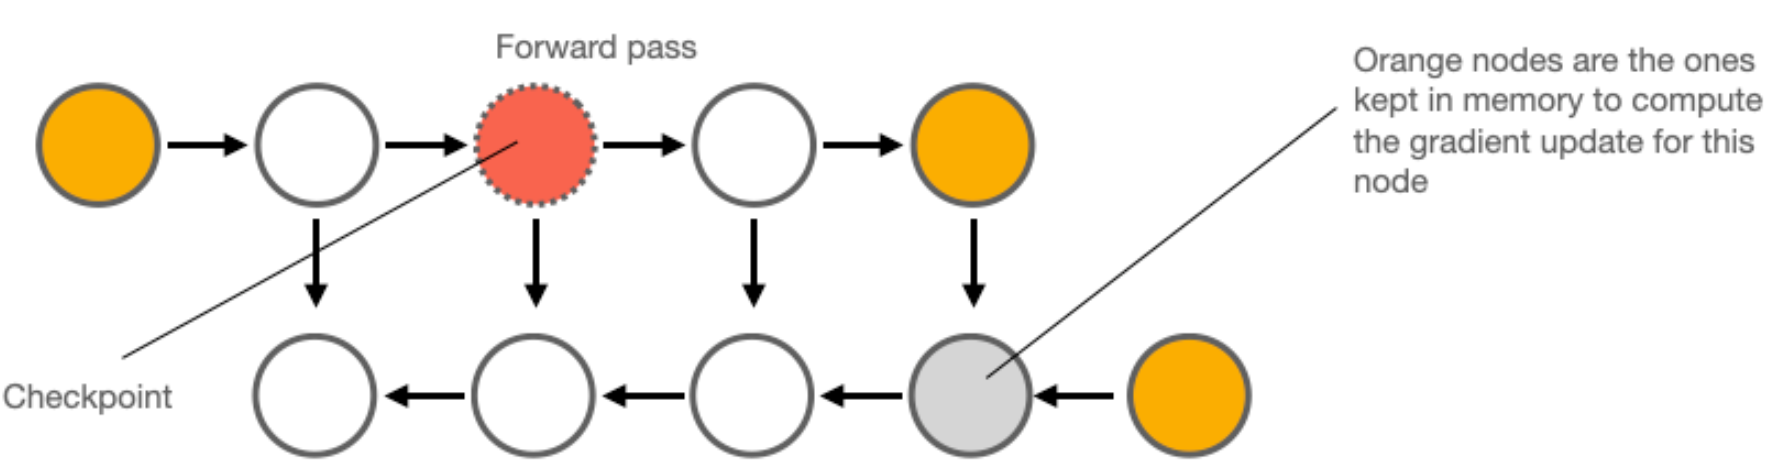 Forward pass
Orange nodes are the ones
kept in memory to compute
the gradient update for this
node
Checkpoint